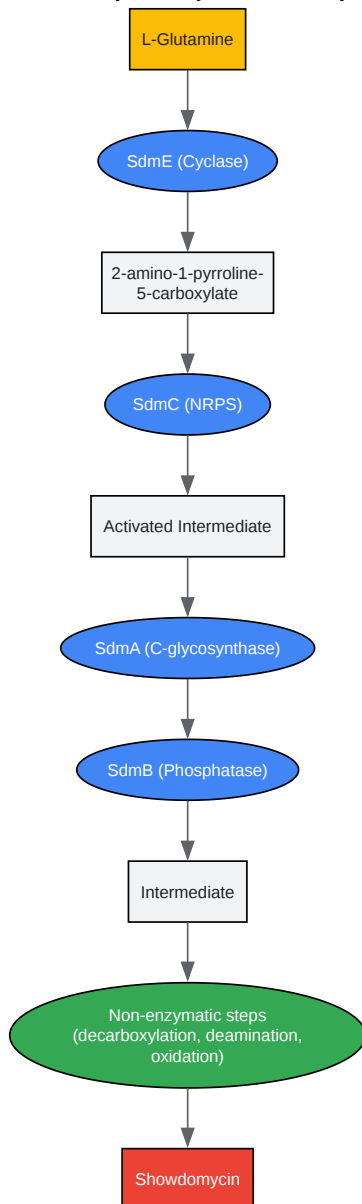 L-Glutamine
SdmE (Cyclase)
2-amino-1-pyrroline-
5-carboxylate
SdmC (NRPS)
Activated Intermediate
SdmA (C-glycosynthase)
SdmB (Phosphatase)
Intermediate
Non-enzymatic steps
(decarboxylation, deamination,
oxidation)
Showdomycin